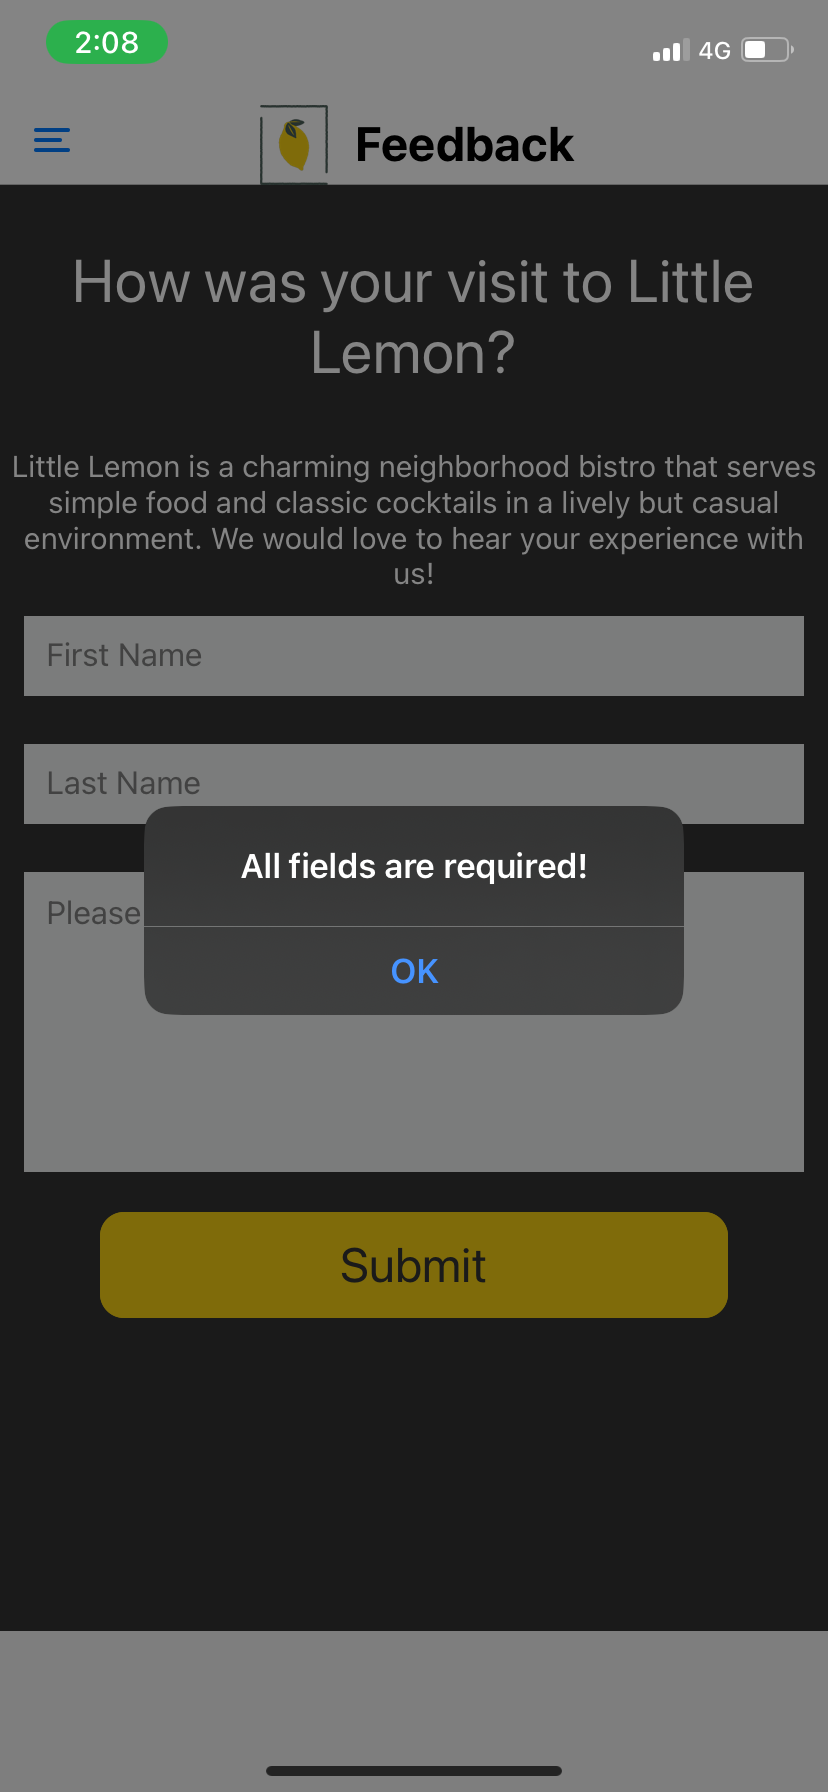 2:08
4G
Feedback
How was your visit to Little
Lemon?
Little Lemon is a charming neighborhood bistro that serves
simple food and classic cocktails in a lively but casual
environment. We would love to hear your experience with
us!
First Name
Last Name
All fields are required!
Please
OK
Submit